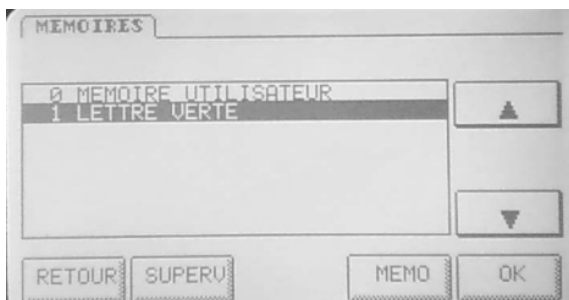 MEMOIRES
0 MEMOIRE UTILISATEUR
1 LETTRE VERTE
RETOUR SUPERV MEMO OK